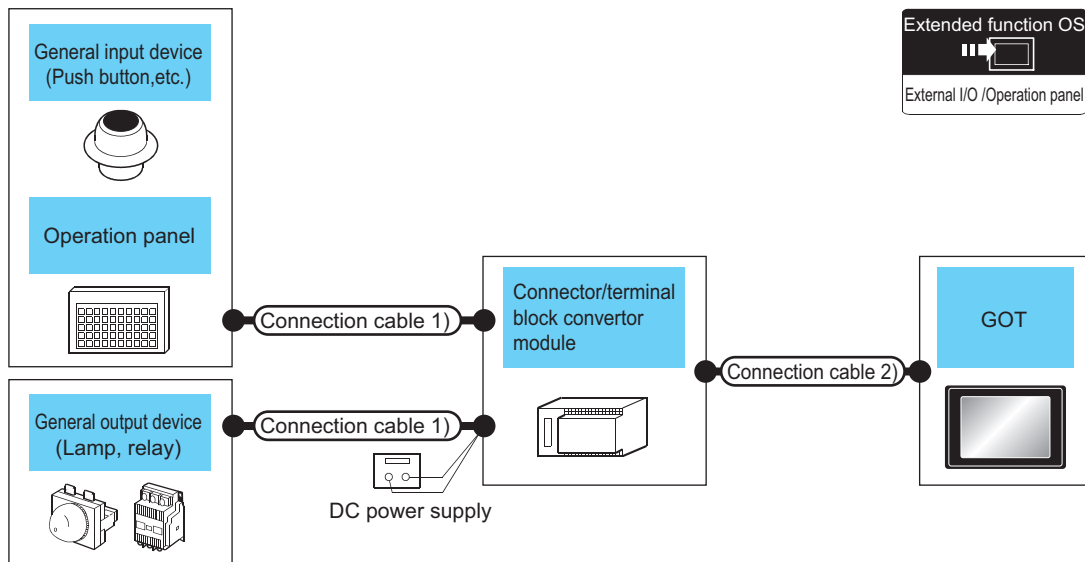 General input device
(Push button,etc.)
Operation panel
General output device
(Lamp, relay)
Connection cable 1)
Connection cable 1)
DC power supply
Connector/terminal
block convertor
module
Connection cable 2)
GOT
Extended function OS
External I/O /Operation panel